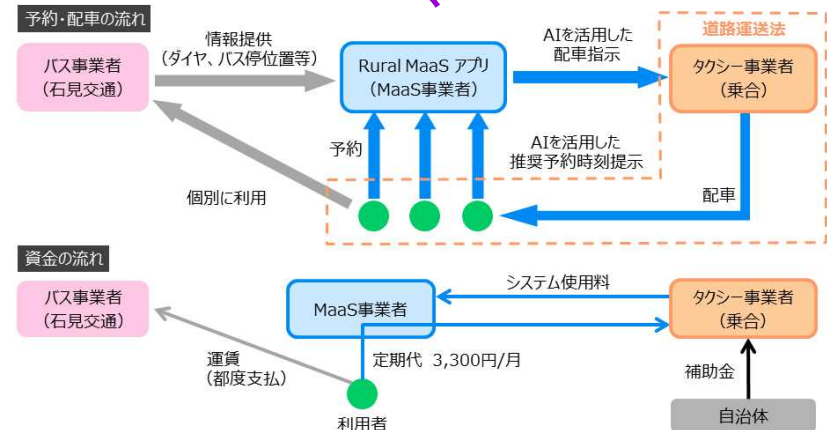 予約・配車の流れ
バス事業者
(石見交通)
情報提供
(ダイヤ、バス停位置等)
Rural MaaS アプリ
(MaaS事業者)
AIを活用した
配車指示
道路運送法
タクシー事業者
(乗合)
予約
AIを活用した
推奨予約時刻提示
個別に利用
配車
資金の流れ
バス事業者
(石見交通)
MaaS事業者
システム使用料
タクシー事業者
(乗合)
運賃
(都度支払)
定期代 3,300円/月
補助金
利用者
自治体